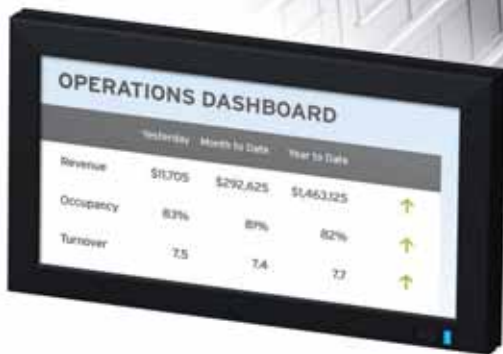 OPERATIONS DASHBOARD
Yesterday Month to Date Year to Date
Revenue $11,705 $292,625 $1,463,125 ↑
Occupancy 83% 81% 82% ↑
Turnover 7.5 7.4 7.7 ↑